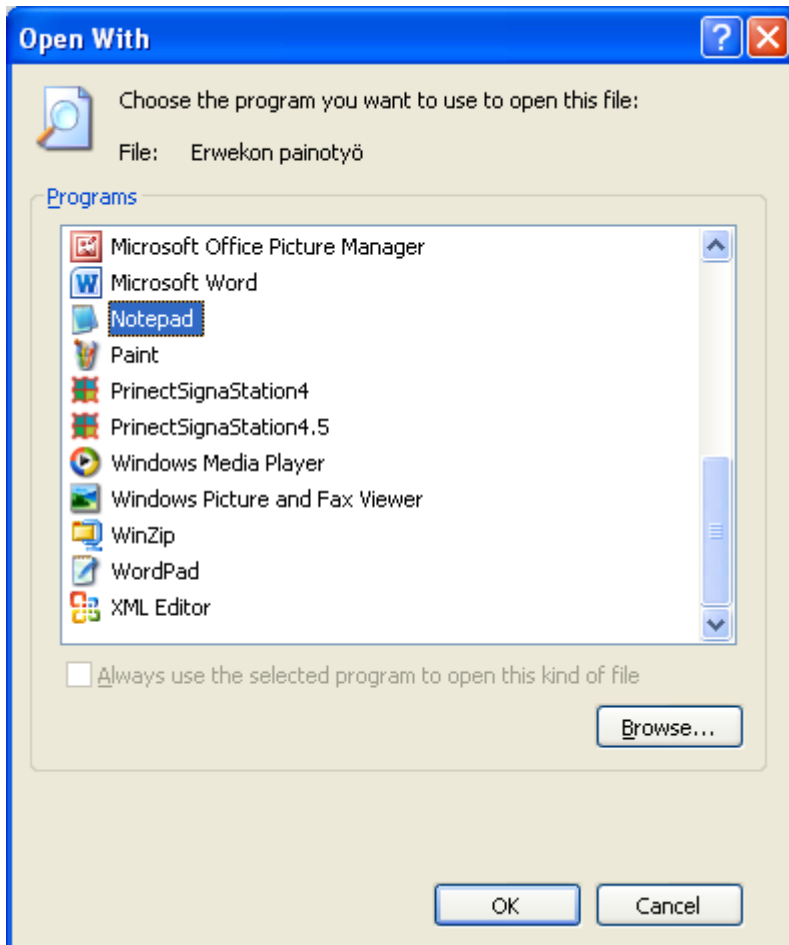 Open With
Choose the program you want to use to open this file:
File: Erwekon painotyö
Programs
Microsoft Office Picture Manager
Microsoft Word
Notepad
Paint
PrinectSignaStation4
PrinectSignaStation4.5
Windows Media Player
Windows Picture and Fax Viewer
WinZip
WordPad
XML Editor
Always use the selected program to open this kind of file
Browse...
OK Cancel